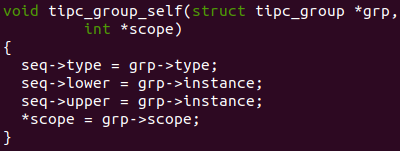 void tipc_group_self(struct tipc_group *grp,
int *scope)
{
seq->type = grp->type;
seq->lower = grp->instance;
seq->upper = grp->instance;
*scope = grp->scope;
}